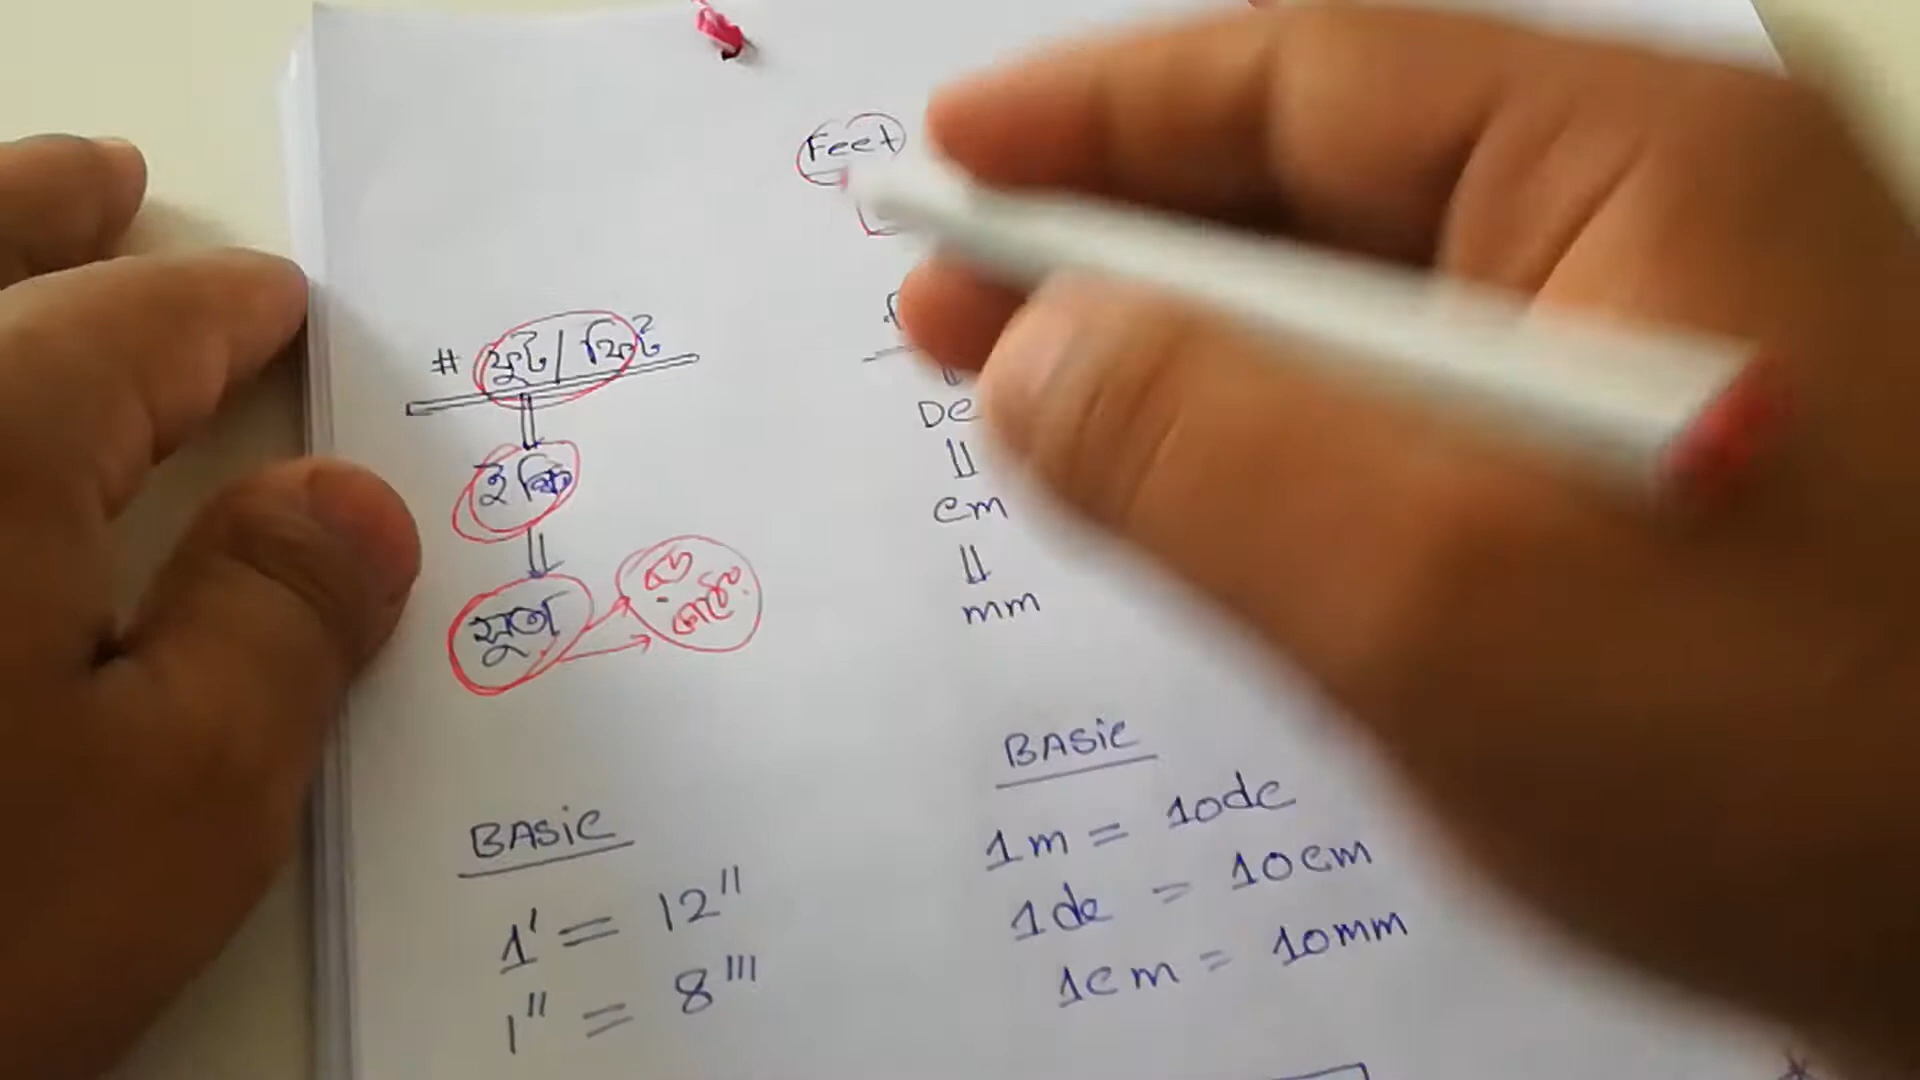 Feet
# ফুট/ফিট
ইঞ্চি
সুতা
De
cm
mm
BASIC
1' = 12"
1" = 8'''
BASIC
1m = 10dc
1dc = 10cm
1cm = 10mm